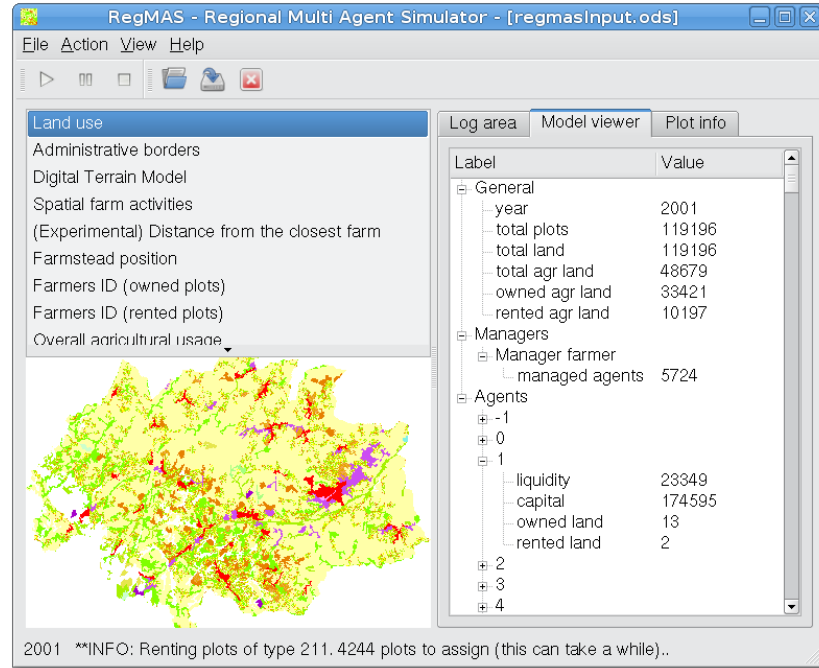 RegMAS - Regional Multi Agent Simulator - [regmasInput.ods]
File Action View Help
Land use
Administrative borders
Digital Terrain Model
Spatial farm activities
(Experimental) Distance from the closest farm
Farmstead position
Farmers ID (owned plots)
Farmers ID (rented plots)
Overall agricultural usage
Log area Model viewer Plot info
Label Value
General
year 2001
total plots 119196
total land 119196
total agr land 48679
owned agr land 33421
rented agr land 10197
Managers
Manager farmer
managed agents 5724
Agents
-1
0
1
liquidity 23349
capital 174595
owned land 13
rented land 2
2
3
4
2001 **INFO: Renting plots of type 211. 4244 plots to assign (this can take a while)..